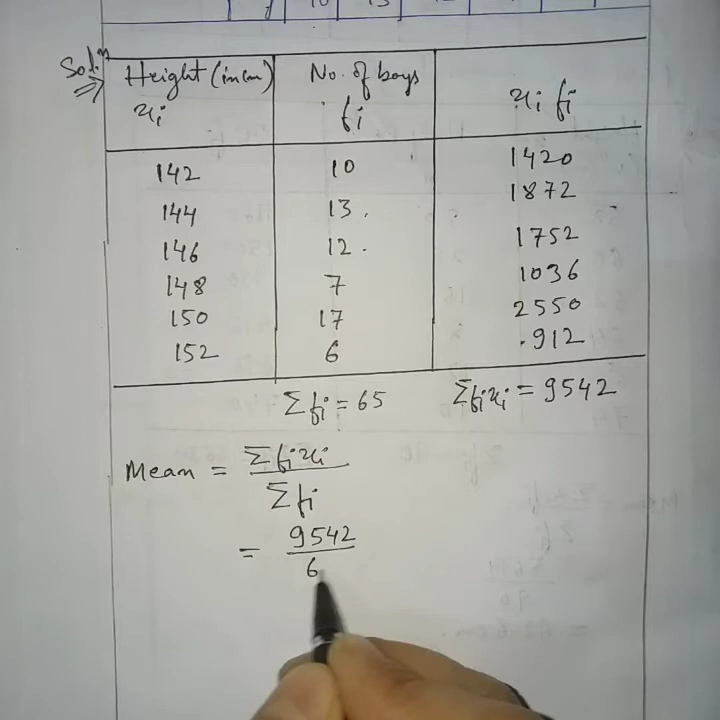 Sol.ⁿ
Height (in cm) No. of boys xi fi
xi fi
142 10 1420
144 13 1872
146 12 1752
148 7 1036
150 17 2550
152 6 912
Σfi = 65 Σfixi = 9542
Mean = Σfixi / Σfi
= 9542 / 6